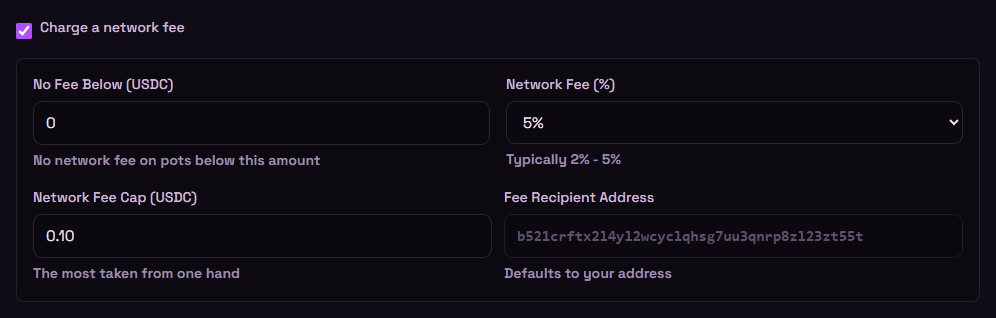 Charge a network fee
No Fee Below (USDC)
Network Fee (%)
0
5%
No network fee on pots below this amount
Typically 2% - 5%
Network Fee Cap (USDC)
Fee Recipient Address
0.10
b521crftx2l4yl2wcyclqhsg7uu3qnrp8zl23zt55t
The most taken from one hand
Defaults to your address